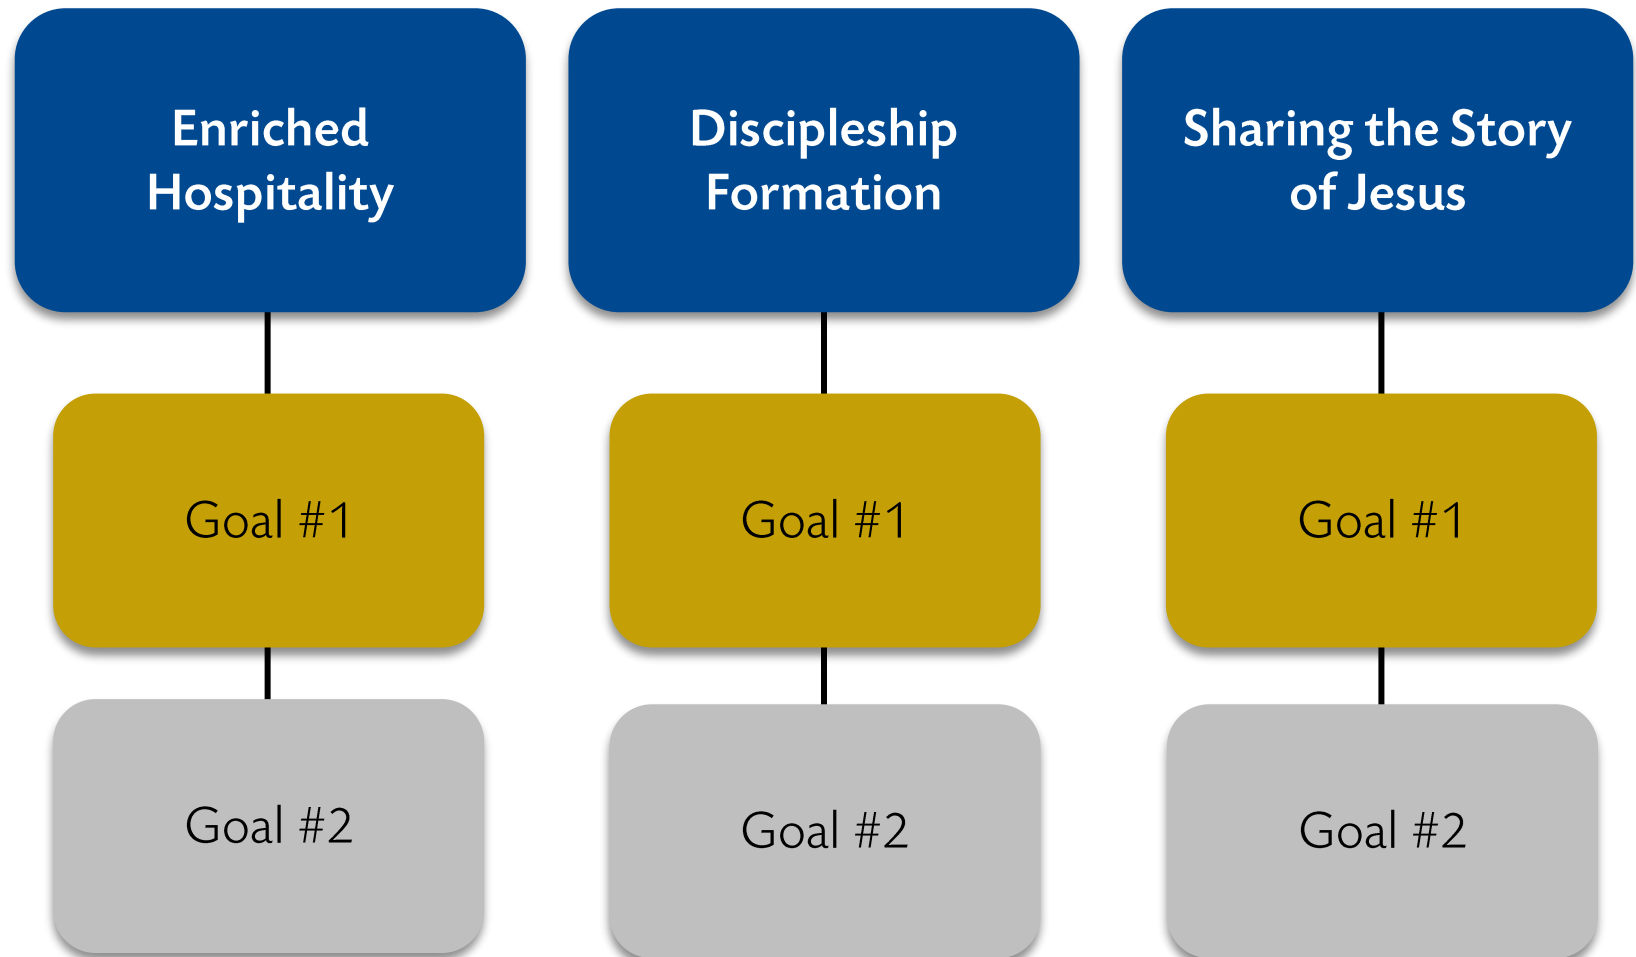 Enriched
Hospitality
Discipleship
Formation
Sharing the Story
of Jesus
Goal #1
Goal #1
Goal #1
Goal #2
Goal #2
Goal #2